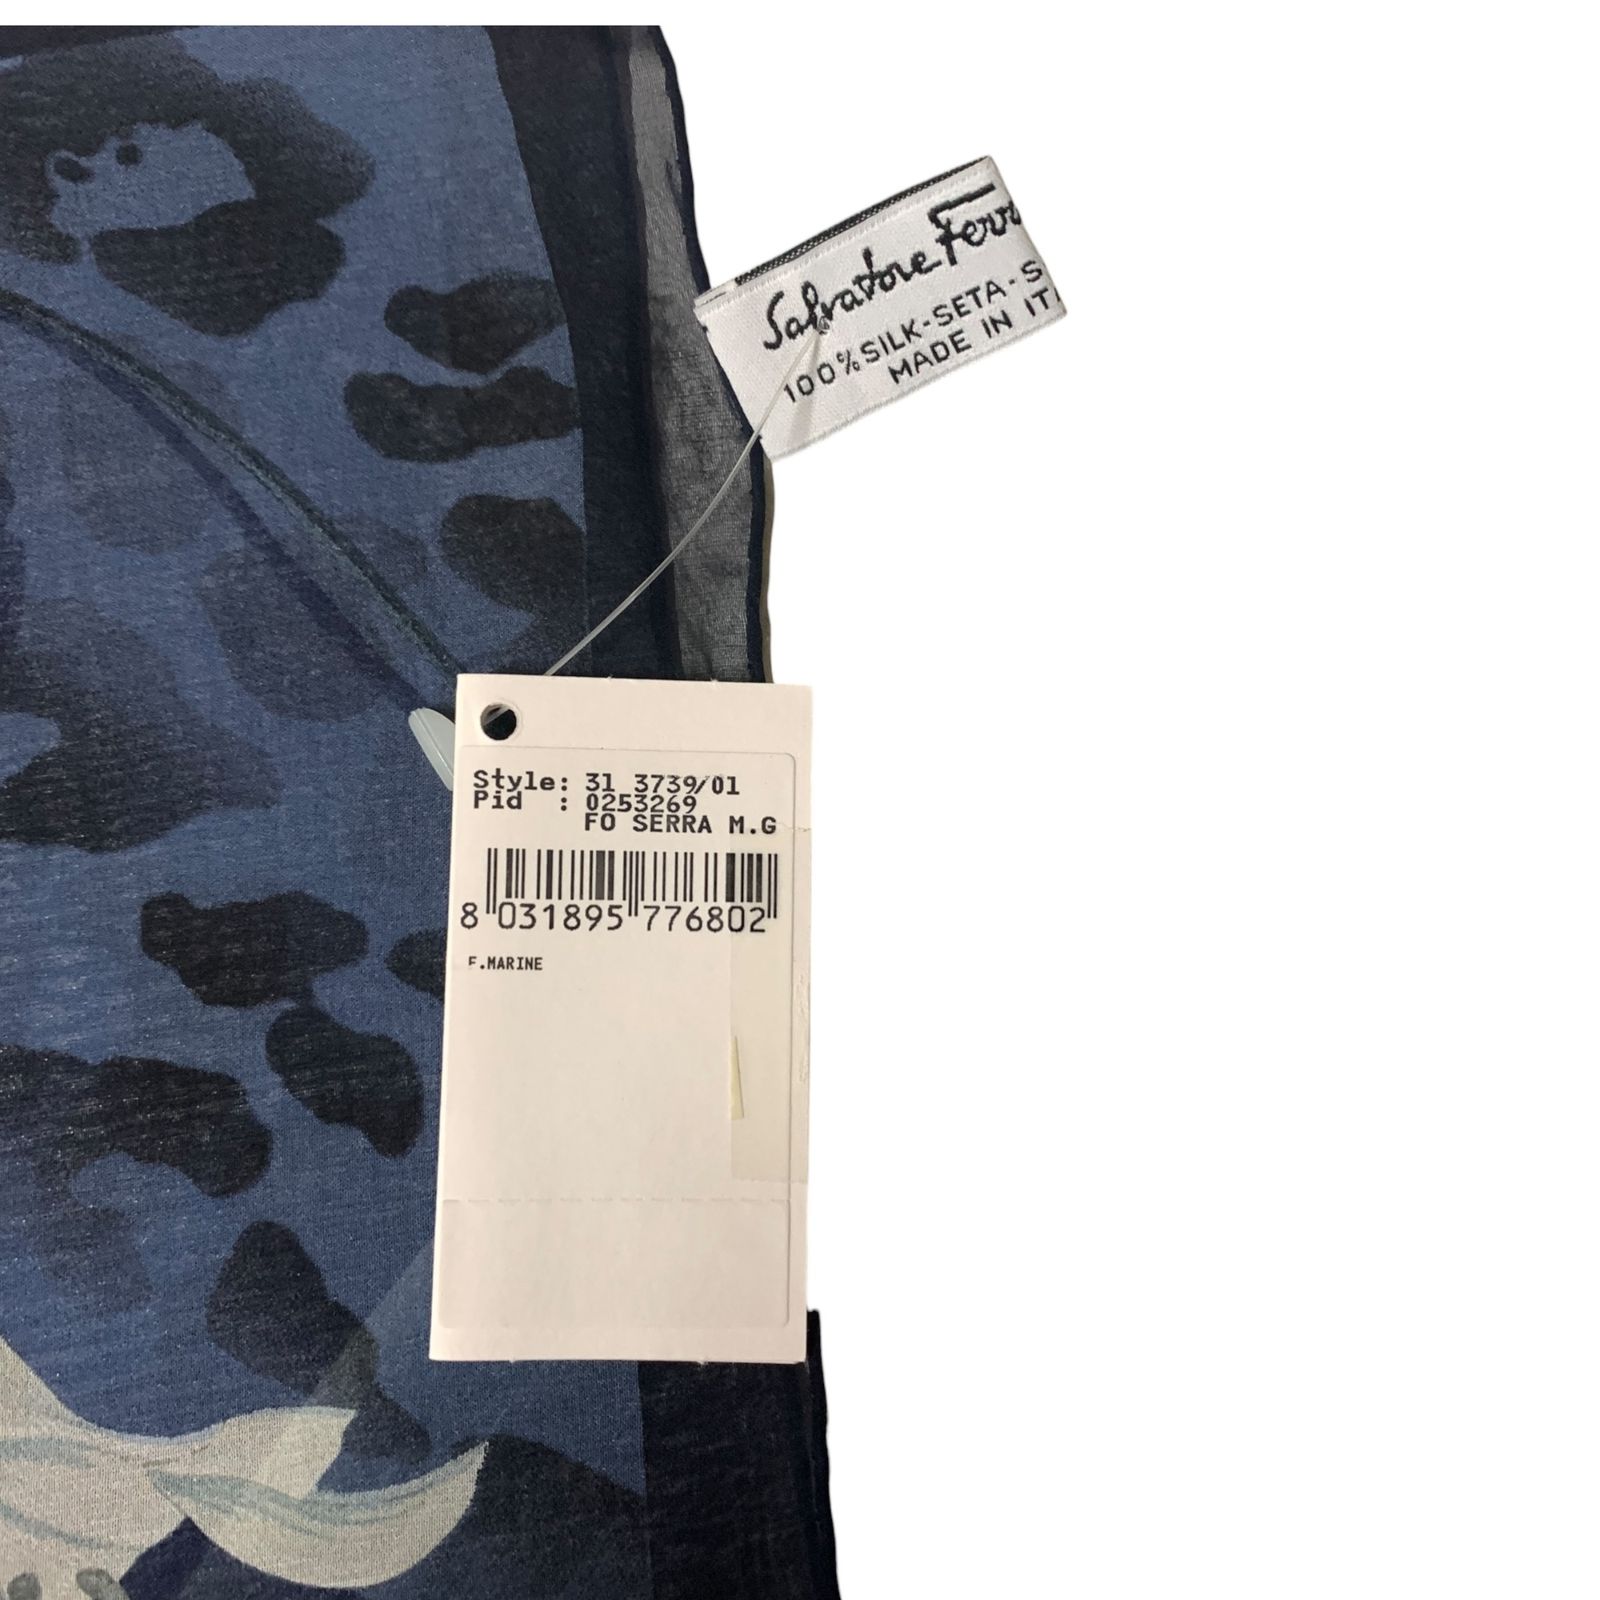 Salvatore Ferr
100% SILK-SETA-S
MADE IN ITA
Style: 31 3739/01
Pid : 0253269
FO SERRA M.G
8 031895 776802
F.MARINE